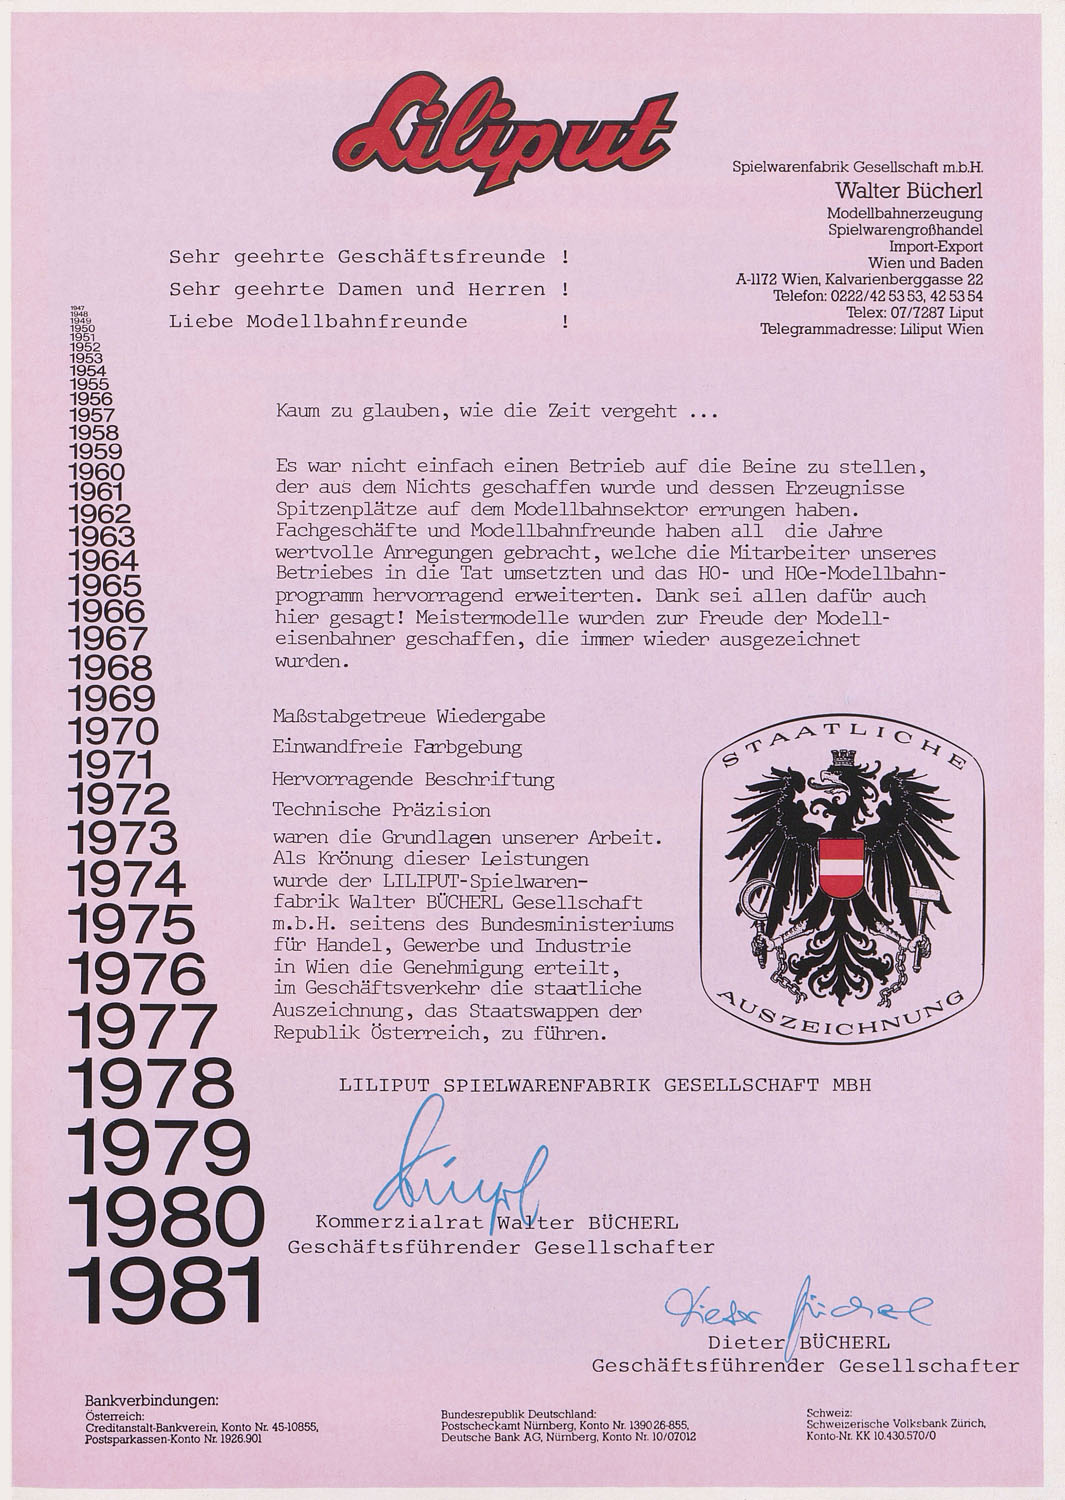 Liliput
Spielwarenfabrik Gesellschaft m.b.H.
Walter Bücherl
Modellbahnerzeugung
Spielwarengroßhandel
Import-Export
Wien und Baden
A-1172 Wien, Kalvarienberggasse 22
Telefon: 0222/42 53 53, 42 53 54
Telex: 07/7287 Liput
Telegrammadresse: Liliput Wien
Sehr geehrte Geschäftsfreunde !
Sehr geehrte Damen und Herren !
Liebe Modellbahnfreunde !
1947
1948
1949
1950
1951
1952
1953
1954
1955
1956
1957
1958
1959
1960
1961
1962
1963
1964
1965
1966
1967
1968
1969
1970
1971
1972
1973
1974
1975
1976
1977
1978
1979
1980
1981
Kaum zu glauben, wie die Zeit vergeht ...
Es war nicht einfach einen Betrieb auf die Beine zu stellen,
der aus dem Nichts geschaffen wurde und dessen Erzeugnisse
Spitzenplätze auf dem Modellbahnsektor errungen haben.
Fachgeschäfte und Modellbahnfreunde haben all die Jahre
wertvolle Anregungen gebracht, welche die Mitarbeiter unseres
Betriebes in die Tat umsetzten und das HO- und HOe-Modellbahn-
programm hervorragend erweiterten. Dank sei allen dafür auch
hier gesagt! Meistermodelle wurden zur Freude der Modell-
eisenbahner geschaffen, die immer wieder ausgezeichnet
wurden.
Maßstabgetreue Wiedergabe
Einwandfreie Farbgebung
Hervorragende Beschriftung
Technische Präzision
waren die Grundlagen unserer Arbeit.
Als Krönung dieser Leistungen
wurde der LILIPUT-Spielwaren-
fabrik Walter BÜCHERL Gesellschaft
m.b.H. seitens des Bundesministeriums
für Handel, Gewerbe und Industrie
in Wien die Genehmigung erteilt,
im Geschäftsverkehr die staatliche
Auszeichnung, das Staatswappen der
Republik Österreich, zu führen.
STAATLICHE
AUSZEICHNUNG
LILIPUT SPIELWARENFABRIK GESELLSCHAFT MBH
Kommerzialrat Walter BÜCHERL
Geschäftsführender Gesellschafter
Dieter Bücherl
Dieter BÜCHERL
Geschäftsführender Gesellschafter
Bankverbindungen:
Österreich:
Creditanstalt-Bankverein, Konto Nr. 45-10855,
Postsparkassen-Konto Nr. 1926.901
Bundesrepublik Deutschland:
Postscheckamt Nürnberg, Konto Nr. 1390 26-855,
Deutsche Bank AG, Nürnberg, Konto Nr. 10/07012
Schweiz:
Schweizerische Volksbank Zürich,
Konto-Nr. KK 10.430.570/0